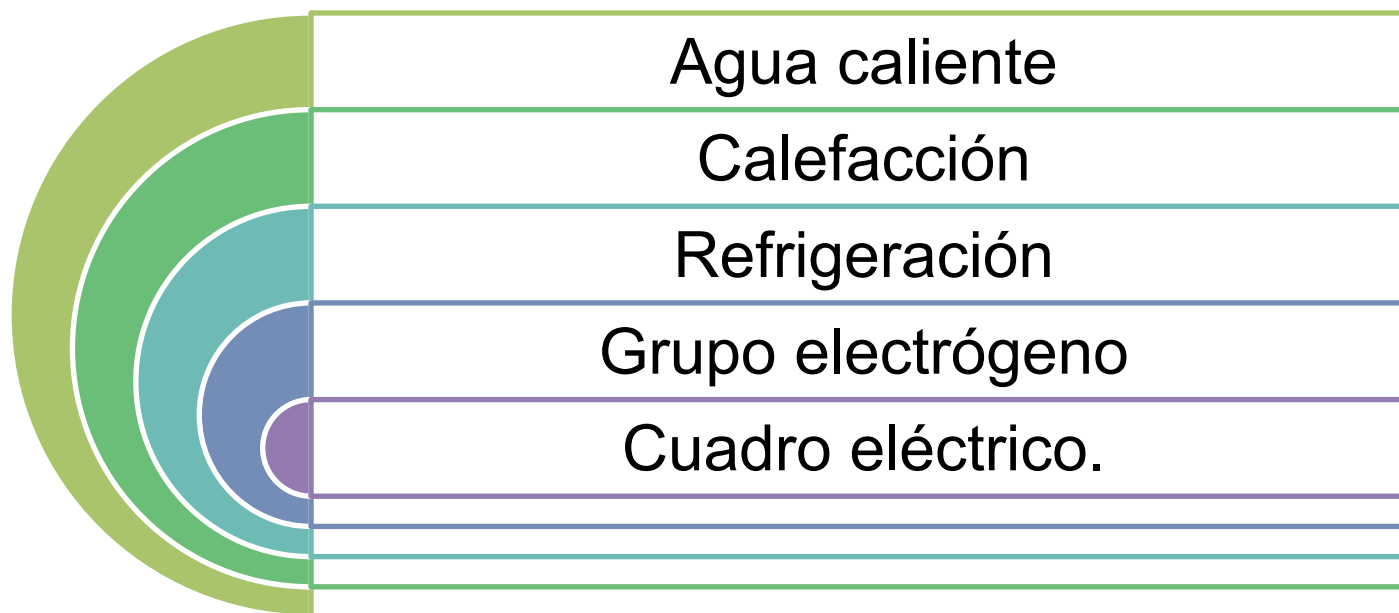 Agua caliente
Calefacción
Refrigeración
Grupo electrógeno
Cuadro eléctrico.